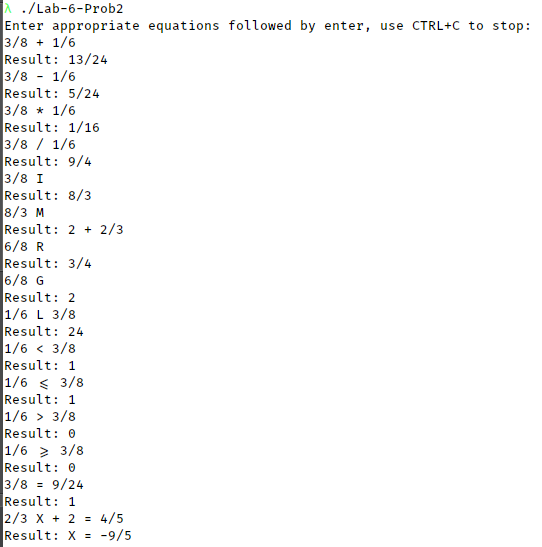 λ ./Lab-6-Prob2
Enter appropriate equations followed by enter, use CTRL+C to stop:
3/8 + 1/6
Result: 13/24
3/8 - 1/6
Result: 5/24
3/8 * 1/6
Result: 1/16
3/8 / 1/6
Result: 9/4
3/8 I
Result: 8/3
8/3 M
Result: 2 + 2/3
6/8 R
Result: 3/4
6/8 G
Result: 2
1/6 L 3/8
Result: 24
1/6 < 3/8
Result: 1
1/6 ⩽ 3/8
Result: 1
1/6 > 3/8
Result: 0
1/6 ⩾ 3/8
Result: 0
3/8 = 9/24
Result: 1
2/3 X + 2 = 4/5
Result: X = -9/5